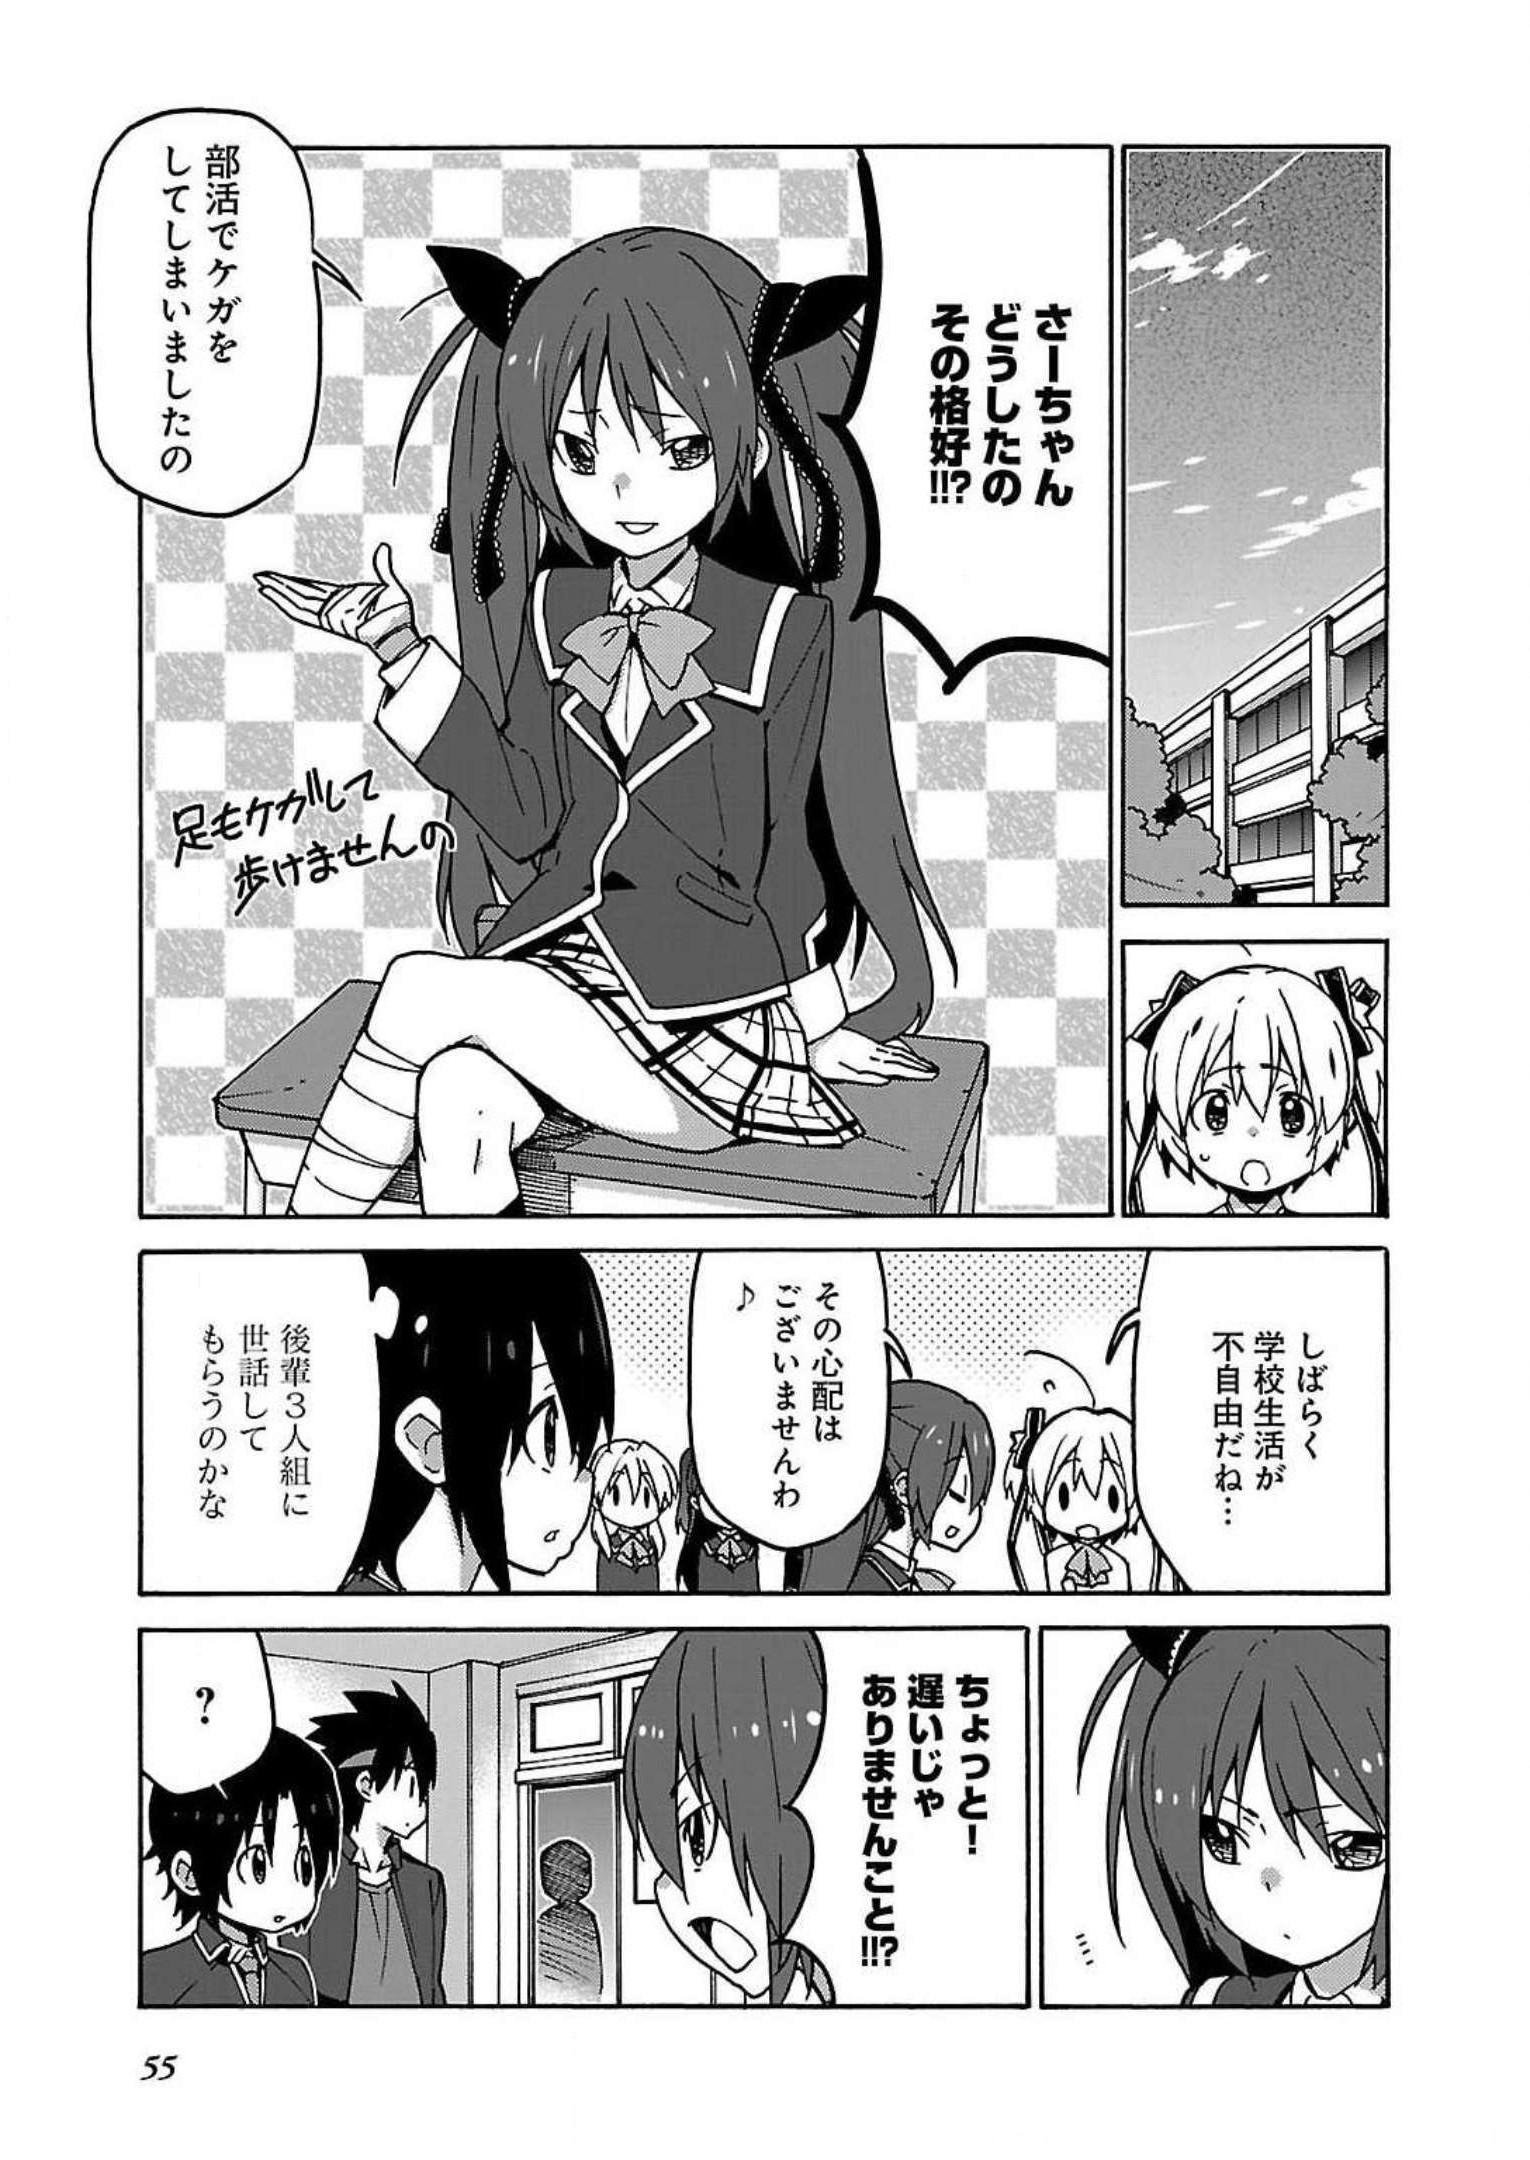 さーちゃん
どうしたの
その格好!!?
部活でケガを
してしまいましたの
足もケガして
歩けませんの
しばらく
学校生活が
不自由だね…
その心配は
ございませんわ
♪
後輩３人組に
世話して
もらうのかな
ちょっと！
遅いじゃ
ありませんこと!!?
？
55